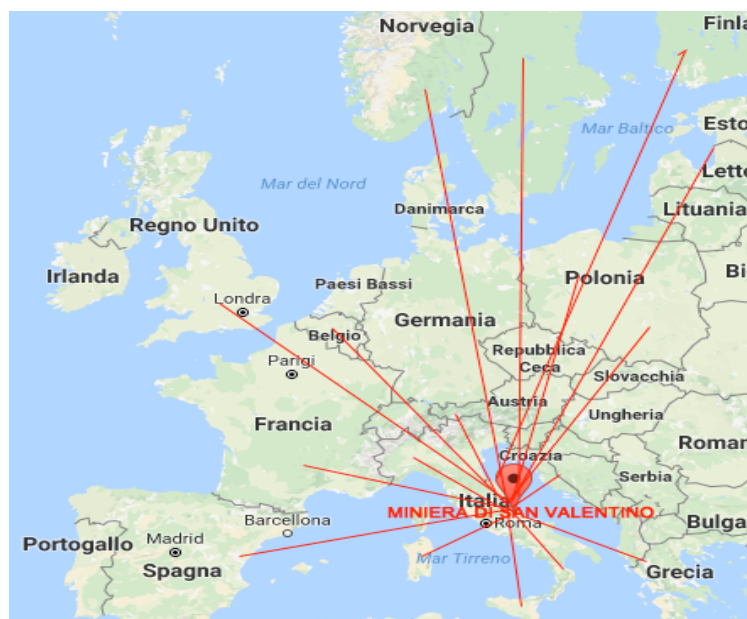 Norvegia
Finla
Mar Baltico
Esto
Mar del Nord
Letto
Danimarca
Lituania
Regno Unito
Irlanda
Polonia
Bi
Paesi Bassi
Londra
Germania
Belgio
Repubblica
Ceca
Parigi
Slovacchia
Austria
Ungheria
Francia
Roman
Croazia
Serbia
Italia
MINIERA DI SAN VALENTINO
Barcellona
Roma
Bulga
Portogallo
Madrid
Mar Tirreno
Spagna
Grecia